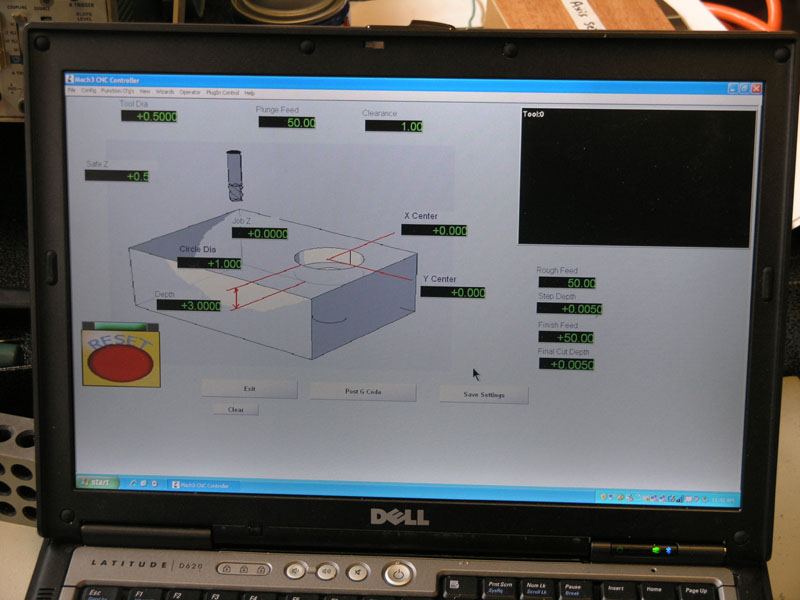 Axis
Mach3 CNC Controller
File Config Function Cfg's View Wizards Operator PlugIn Control Help
Tool Dia
+0.5000
Plunge Feed
50.00
Clearance
1.00
Tool:0
Safe Z
+0.5
Job Z
+0.0000
X Center
+0.000
Circle Dia
+1.000
Y Center
+0.000
Depth
+3.0000
Rough Feed
50.00
Step Depth
+0.0050
Finish Feed
+50.00
Final Cut Depth
+0.0050
RESET
Exit
Post G Code
Save Settings
Clear
start
Mach3 CNC Controller
DELL
LATITUDE D620
Esc
F1
F2
F3
F4
Prnt Scrn
SysRq
Num Lk
Scroll Lk
Pause
Break
Insert
Home
Page Up